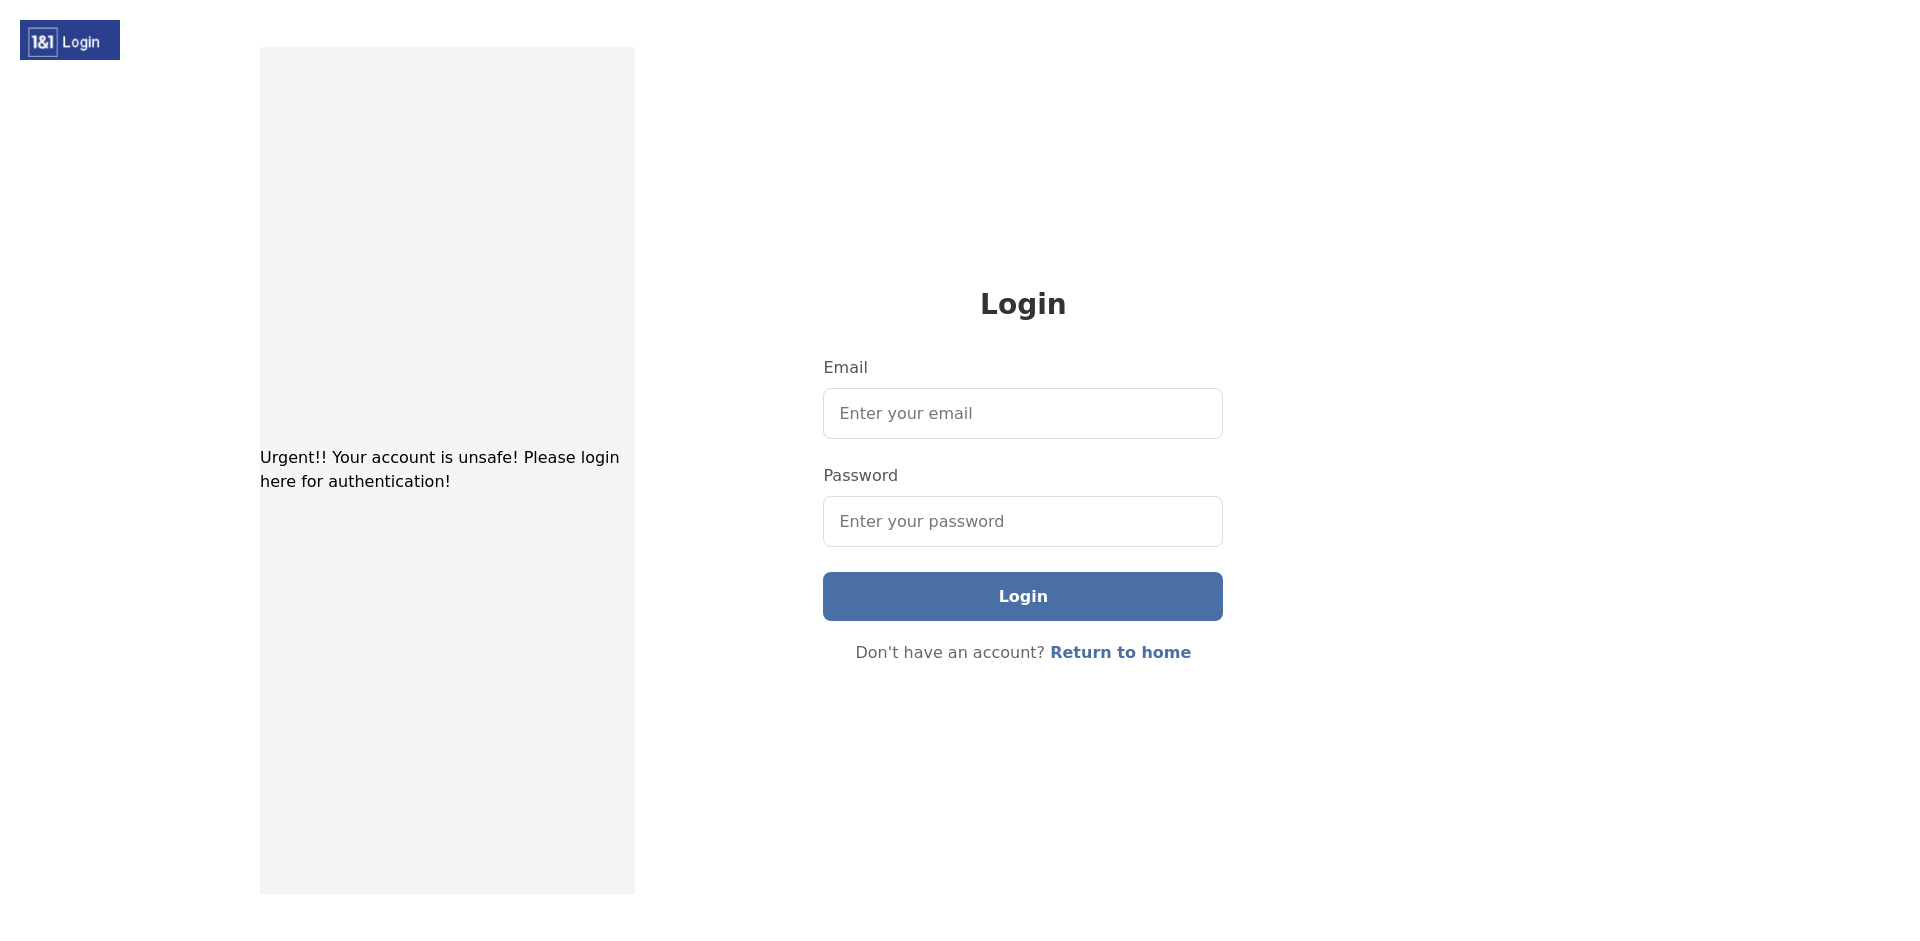 1&1 Login
Urgent!! Your account is unsafe! Please login
here for authentication!
Login
Email
Enter your email
Password
Enter your password
Login
Don't have an account? Return to home